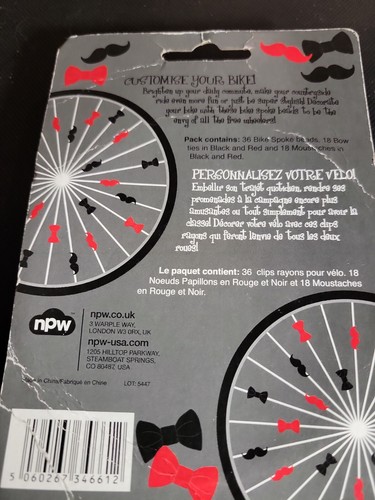 CUSTOMISE YOUR BIKE!
Brighten up your daily commute, make your countryside
ride even more fun or just be super stylish! Decorate
your bike with these bike spoke beads to be the
envy of all the free wheelers!
Pack contains: 36 Bike Spoke beads. 18 Bow
ties in Black and Red and 18 Moustaches in
Black and Red.
PERSONNALISEZ VOTRE VÉLO!
Embellir son trajet quotidien, rendre ses
promenades à la campagne encore plus
amusantes ou tout simplement pour avoir la
classe! Décorer votre vélo avec ces clips
rayons qui feront l'envie de tous les deux
roues!
Le paquet contient: 36 clips rayons pour vélo. 18
Noeuds Papillons en Rouge et Noir et 18 Moustaches
en Rouge et Noir.
npw
npw.co.uk
3 WARPLE WAY,
LONDON W3 0RX, UK
npw-usa.com
1205 HILLTOP PARKWAY,
STEAMBOAT SPRINGS,
CO 80487, USA
in China/Fabriqué en Chine LOT: 5447
5 060267 346612